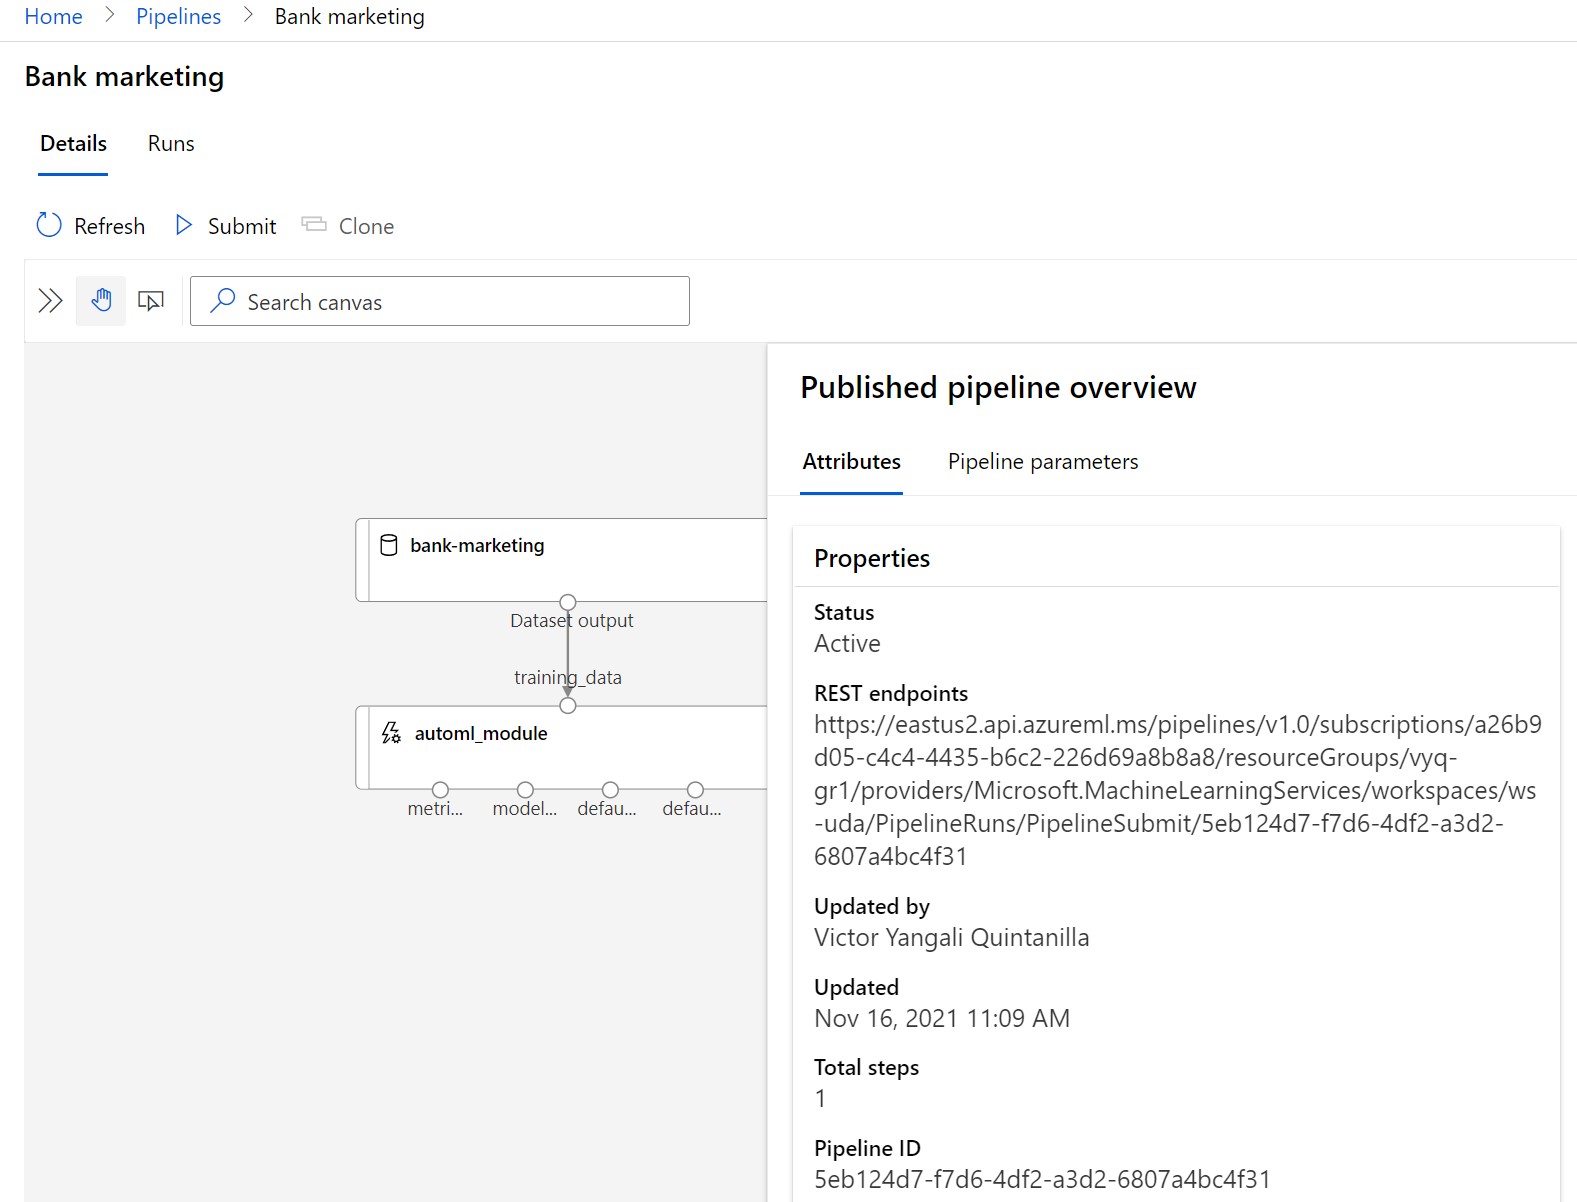 Home > Pipelines > Bank marketing
Bank marketing
Details Runs
Refresh Submit Clone
Search canvas
bank-marketing
Dataset output
training_data
automl_module
metri... model... defau... defau...
Published pipeline overview
Attributes Pipeline parameters
Properties
Status
Active
REST endpoints
https://eastus2.api.azureml.ms/pipelines/v1.0/subscriptions/a26b9
d05-c4c4-4435-b6c2-226d69a8b8a8/resourceGroups/vyq-
gr1/providers/Microsoft.MachineLearningServices/workspaces/ws
-uda/PipelineRuns/PipelineSubmit/5eb124d7-f7d6-4df2-a3d2-
6807a4bc4f31
Updated by
Victor Yangali Quintanilla
Updated
Nov 16, 2021 11:09 AM
Total steps
1
Pipeline ID
5eb124d7-f7d6-4df2-a3d2-6807a4bc4f31